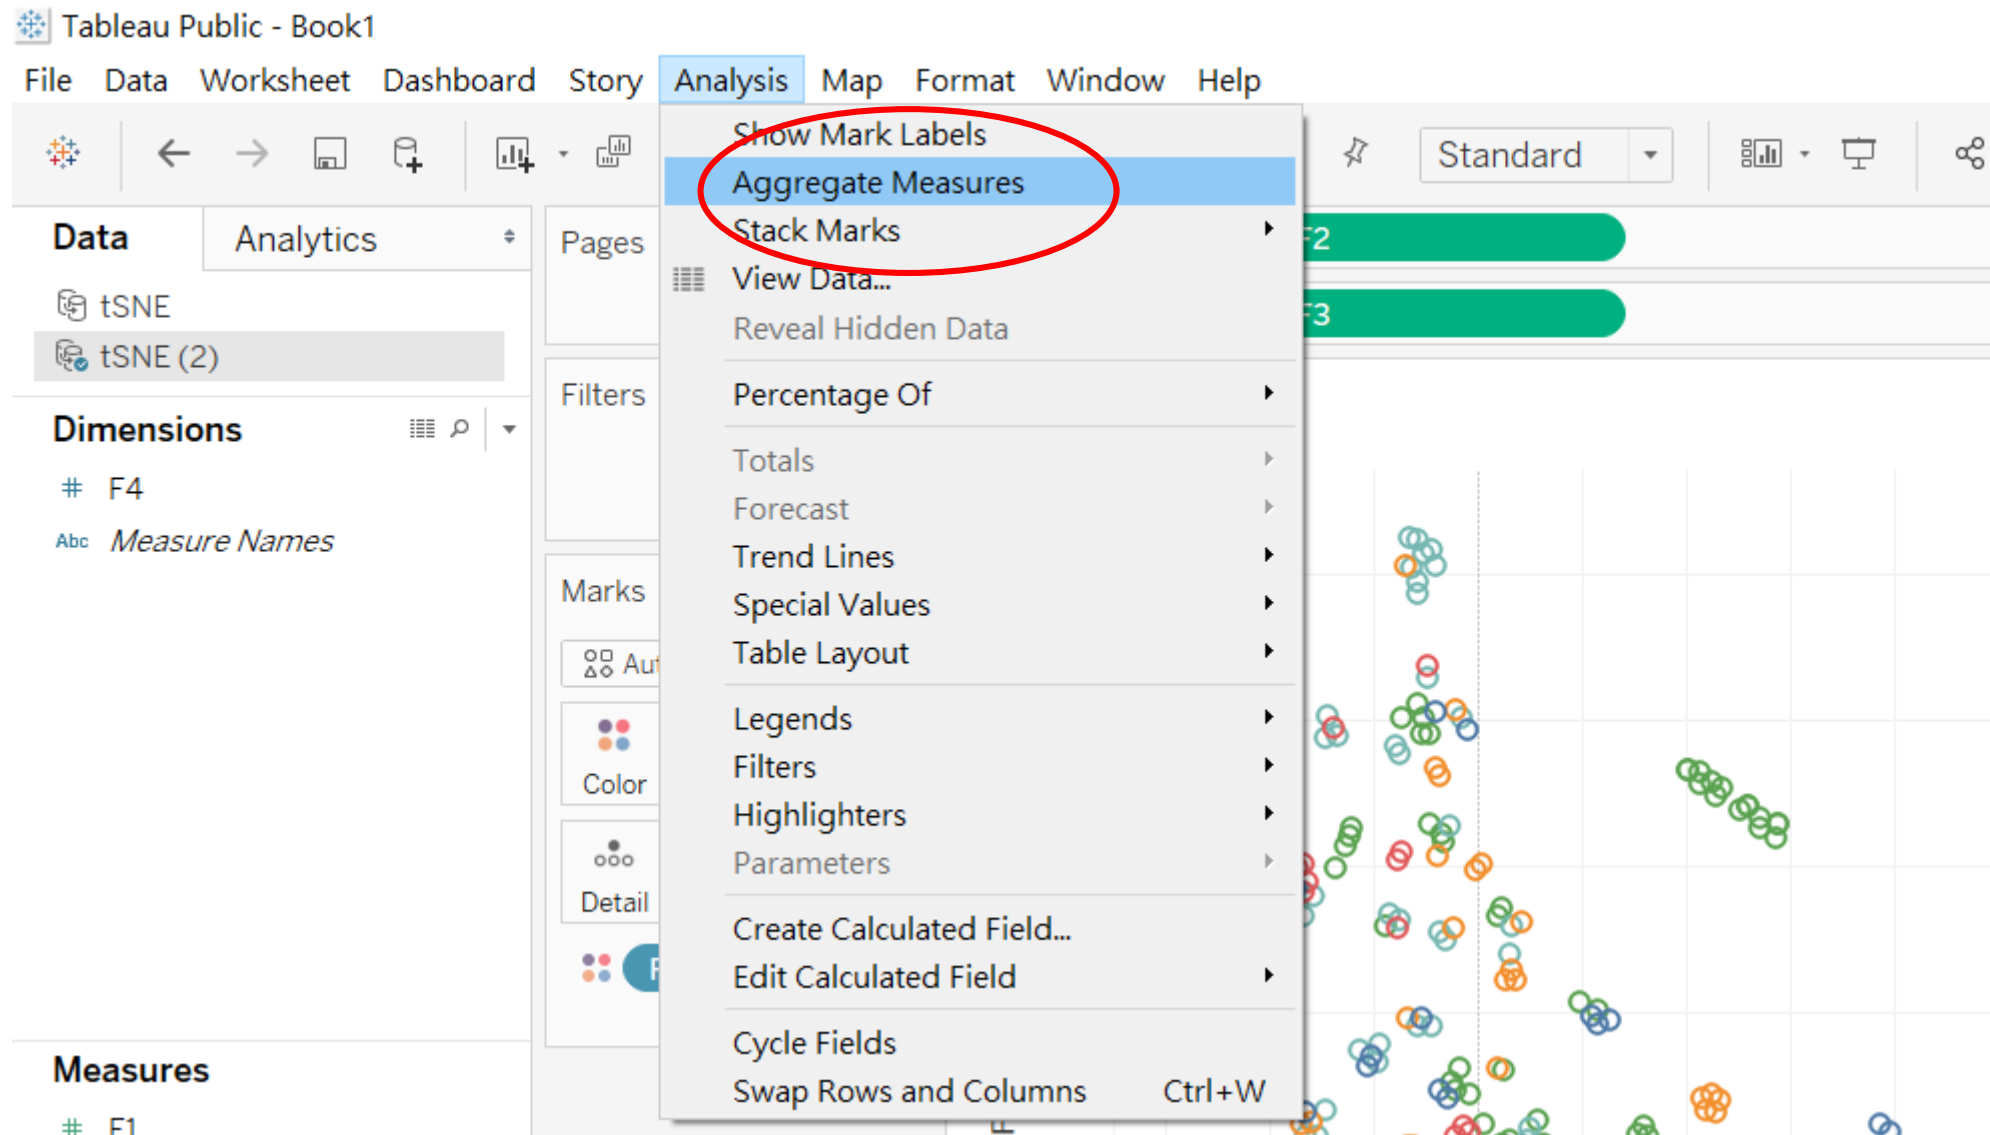 Tableau Public - Book1
File Data Worksheet Dashboard Story Analysis Map Format Window Help
Standard
Data Analytics
tSNE
tSNE (2)
Dimensions
F4
Abc Measure Names
Measures
F1
Pages
Filters
Marks
Color
Detail
Show Mark Labels
Aggregate Measures
Stack Marks
View Data...
Reveal Hidden Data
Percentage Of
Totals
Forecast
Trend Lines
Special Values
Table Layout
Legends
Filters
Highlighters
Parameters
Create Calculated Field...
Edit Calculated Field
Cycle Fields
Swap Rows and Columns Ctrl+W
F2
F3